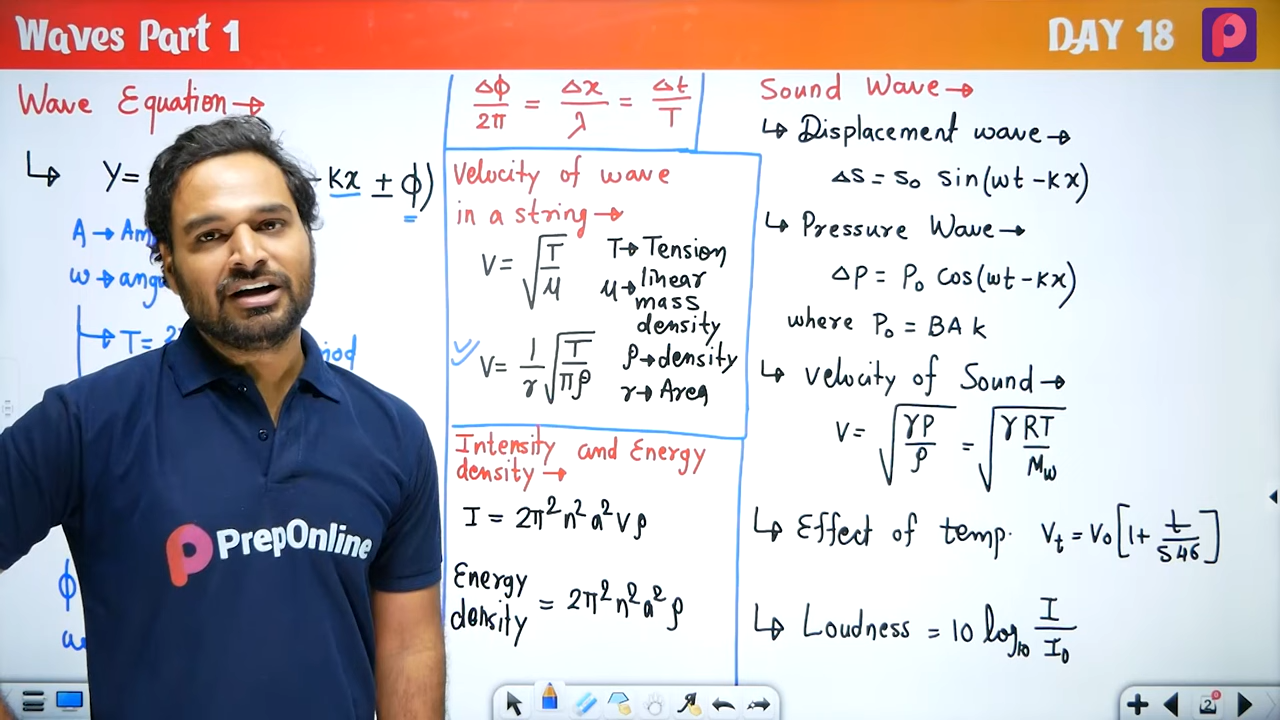 Waves Part 1
DAY 18
Wave Equation→
↳ Y= - Kx ± ϕ)
A →
ω →
T=
ϕ
Δϕ/2π = Δx/λ = Δt/T
Velocity of wave
in a string→
V= √(T/μ) T→Tension
μ→linear
mass
density
V= 1/r √(T/πρ) ρ→density
r→Area
Intensity and Energy
density→
I = 2π²n²a²Vρ
Energy
density = 2π²n²a²ρ
Sound Wave→
↳ Displacement wave→
ΔS = S₀ sin(ωt - Kx)
↳ Pressure Wave→
ΔP = P₀ cos(ωt - Kx)
where P₀ = BAk
↳ Velocity of Sound→
V= √(γP/ρ) = √(γRT/Mw)
↳ Effect of temp. Vt = V₀[1+ t/546]
↳ Loudness = 10 log₁₀ I/I₀
PrepOnline
2